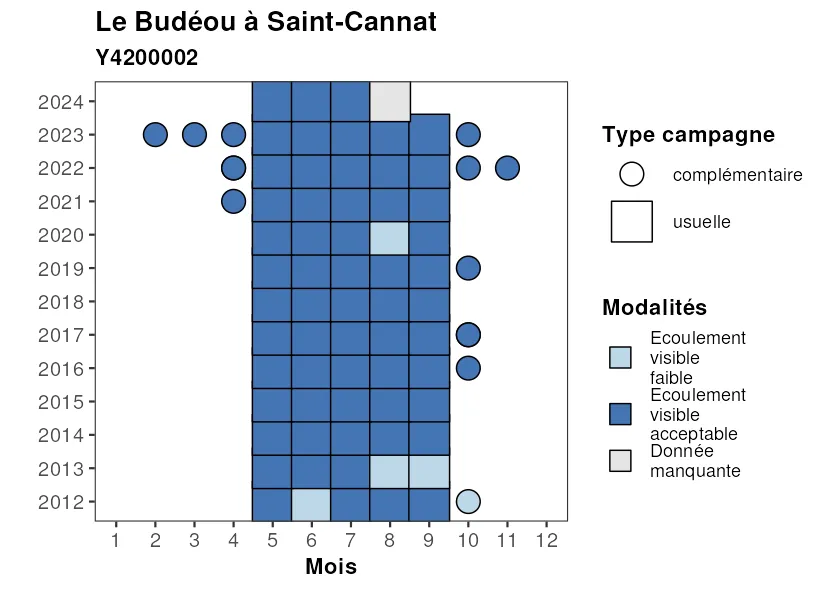 Le Budéou à Saint-Cannat
Y4200002
2024
2023
2022
2021
2020
2019
2018
2017
2016
2015
2014
2013
2012
1 2 3 4 5 6 7 8 9 10 11 12
Mois
Type campagne
complémentaire
usuelle
Modalités
Ecoulement
visible
faible
Ecoulement
visible
acceptable
Donnée
manquante